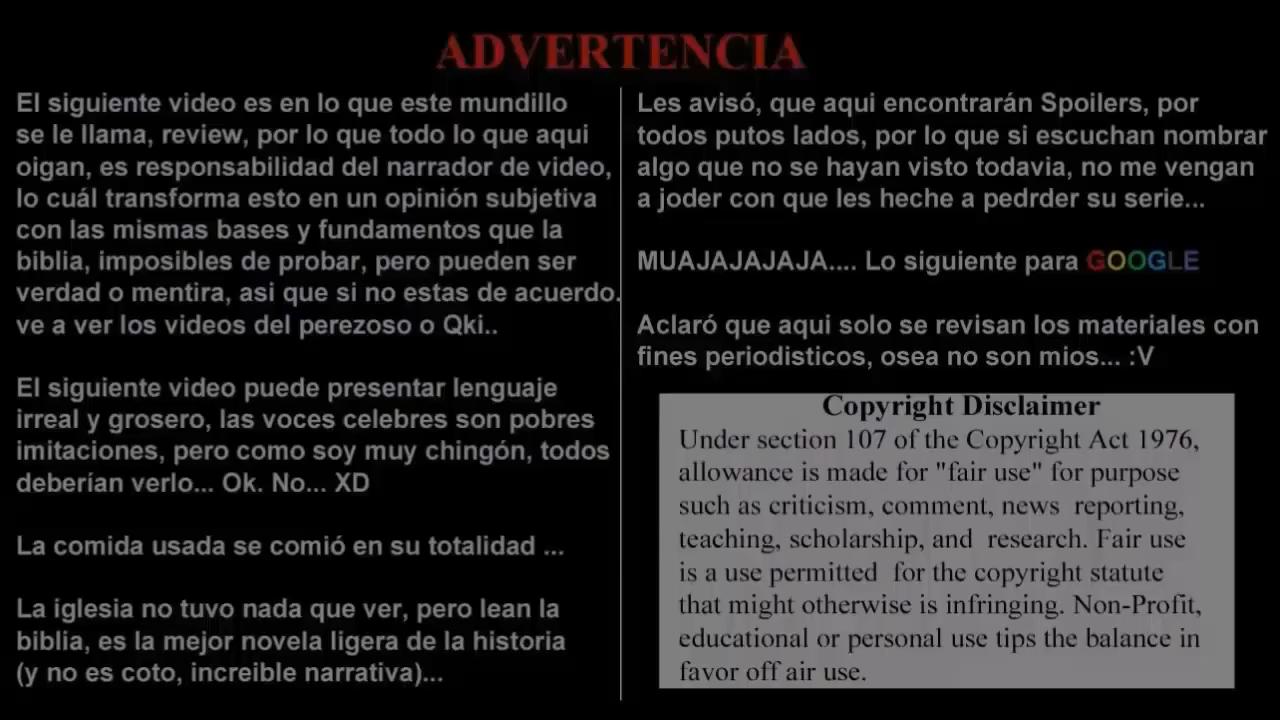 ADVERTENCIA
El siguiente video es en lo que este mundillo
se le llama, review, por lo que todo lo que aqui
oigan, es responsabilidad del narrador de video,
lo cuál transforma esto en un opinión subjetiva
con las mismas bases y fundamentos que la
biblia, imposibles de probar, pero pueden ser
verdad o mentira, asi que si no estas de acuerdo.
ve a ver los videos del perezoso o Qki..
El siguiente video puede presentar lenguaje
irreal y grosero, las voces celebres son pobres
imitaciones, pero como soy muy chingón, todos
deberían verlo... Ok. No... XD
La comida usada se comió en su totalidad ...
La iglesia no tuvo nada que ver, pero lean la
biblia, es la mejor novela ligera de la historia
(y no es coto, increible narrativa)...
Les avisó, que aqui encontrarán Spoilers, por
todos putos lados, por lo que si escuchan nombrar
algo que no se hayan visto todavia, no me vengan
a joder con que les heche a pedrder su serie...
MUAJAJAJAJA.... Lo siguiente para GOOGLE
Aclaró que aqui solo se revisan los materiales con
fines periodisticos, osea no son mios... :V
Copyright Disclaimer
Under section 107 of the Copyright Act 1976,
allowance is made for "fair use" for purpose
such as criticism, comment, news reporting,
teaching, scholarship, and research. Fair use
is a use permitted for the copyright statute
that might otherwise is infringing. Non-Profit,
educational or personal use tips the balance in
favor off air use.